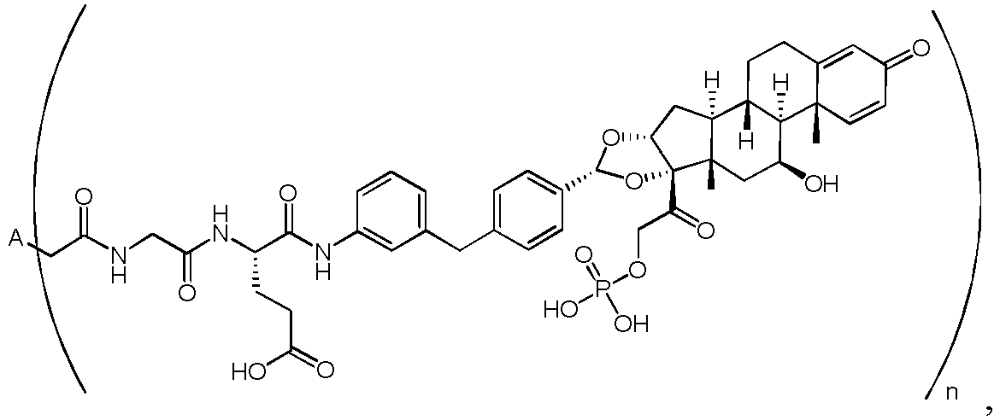 O
H H
O H
O OH
O O H O
A N N O
N N O
H O H O P
HO OH
HO O
n ,